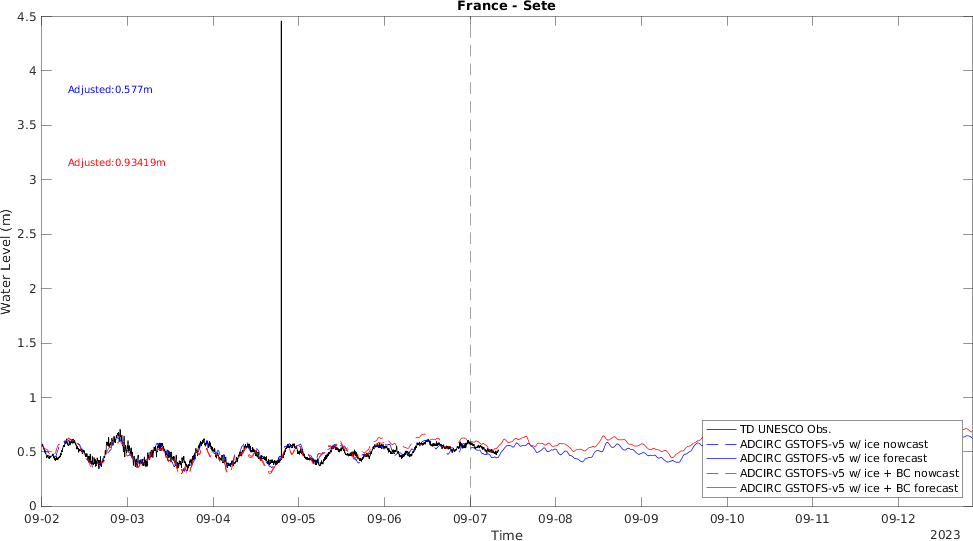 France - Sete
4.5
4
3.5
3
2.5
2
1.5
1
0.5
0
Water Level (m)
Adjusted:0.577m
Adjusted:0.93419m
TD UNESCO Obs.
ADCIRC GSTOFS-v5 w/ ice nowcast
ADCIRC GSTOFS-v5 w/ ice forecast
ADCIRC GSTOFS-v5 w/ ice + BC nowcast
ADCIRC GSTOFS-v5 w/ ice + BC forecast
09-02 09-03 09-04 09-05 09-06 09-07 09-08 09-09 09-10 09-11 09-12
Time
2023